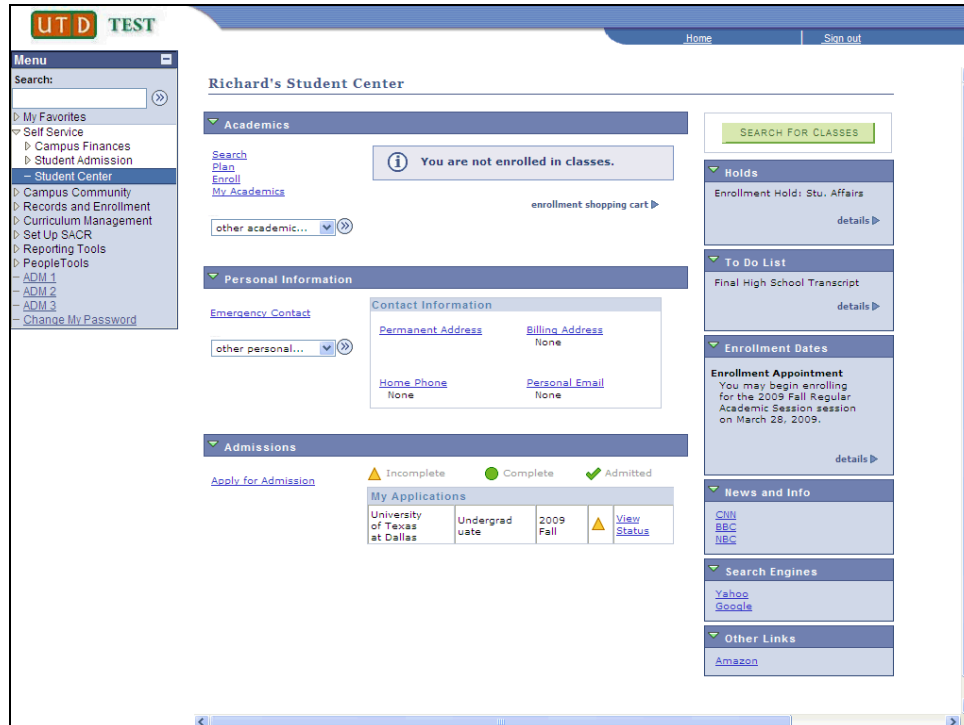 UTD TEST
Home Sign out
Menu
Search:
My Favorites
Self Service
Campus Finances
Student Admission
Student Center
Campus Community
Records and Enrollment
Curriculum Management
Set Up SACR
Reporting Tools
PeopleTools
ADM 1
ADM 2
ADM 3
Change My Password
Richard's Student Center
Academics
Search
Plan
Enroll
My Academics
other academic...
You are not enrolled in classes.
enrollment shopping cart
Personal Information
Emergency Contact
other personal...
Contact Information
Permanent Address
Billing Address
None
Home Phone
None
Personal Email
None
Admissions
Apply for Admission
Incomplete Complete Admitted
My Applications
University
of Texas
at Dallas
Undergrad
uate
2009
Fall
View
Status
SEARCH FOR CLASSES
Holds
Enrollment Hold: Stu. Affairs
details
To Do List
Final High School Transcript
details
Enrollment Dates
Enrollment Appointment
You may begin enrolling
for the 2009 Fall Regular
Academic Session session
on March 28, 2009.
details
News and Info
CNN
BBC
NBC
Search Engines
Yahoo
Google
Other Links
Amazon